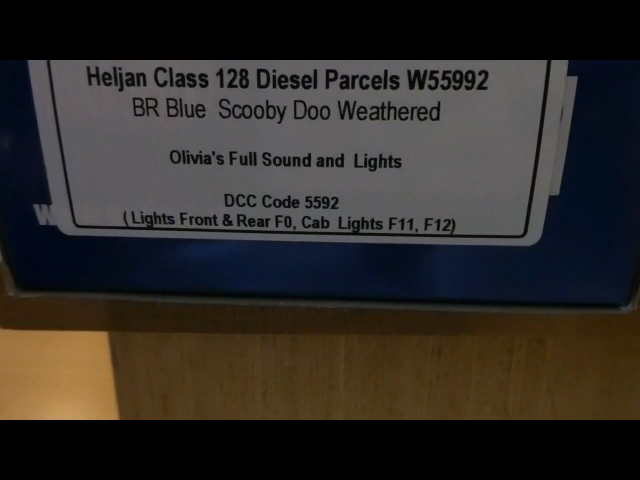 Heljan Class 128 Diesel Parcels W55992
BR Blue Scooby Doo Weathered
Olivia's Full Sound and Lights
DCC Code 5592
( Lights Front & Rear F0, Cab Lights F11, F12)